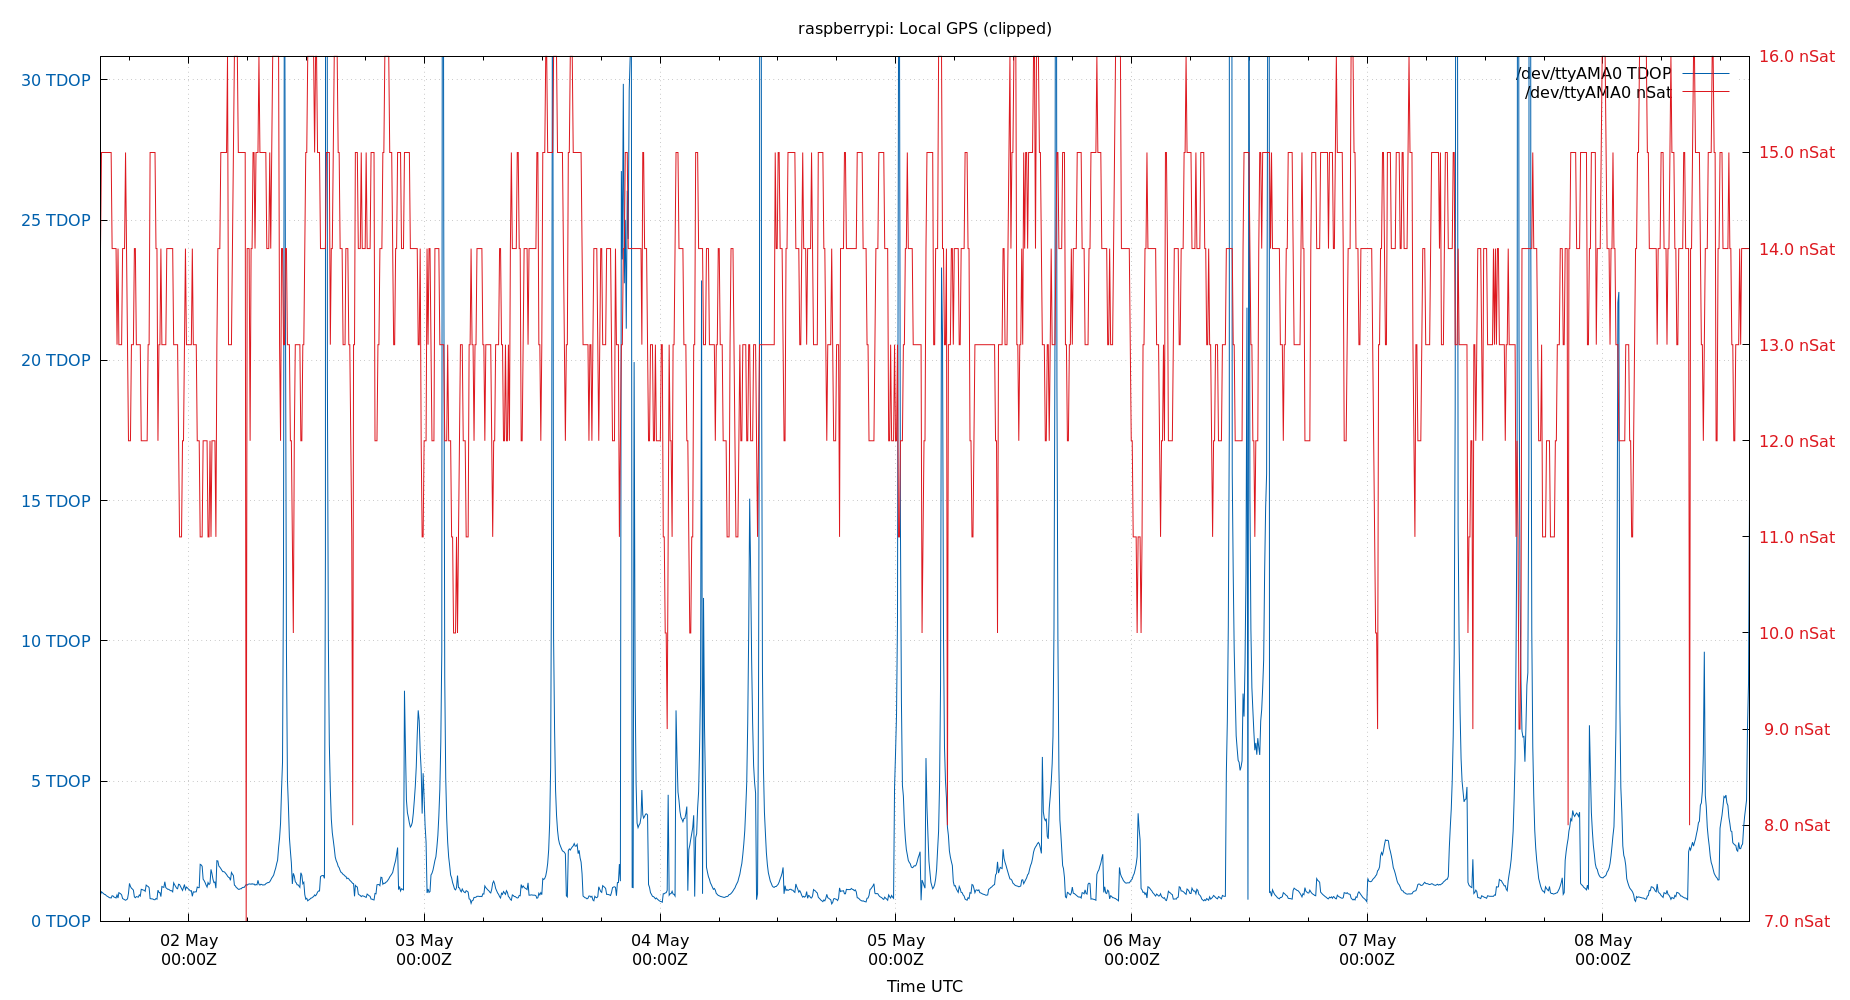 raspberrypi: Local GPS (clipped)
/dev/ttyAMA0 TDOP
/dev/ttyAMA0 nSat
30 TDOP
25 TDOP
20 TDOP
15 TDOP
10 TDOP
5 TDOP
0 TDOP
16.0 nSat
15.0 nSat
14.0 nSat
13.0 nSat
12.0 nSat
11.0 nSat
10.0 nSat
9.0 nSat
8.0 nSat
7.0 nSat
02 May
00:00Z
03 May
00:00Z
04 May
00:00Z
05 May
00:00Z
06 May
00:00Z
07 May
00:00Z
08 May
00:00Z
Time UTC